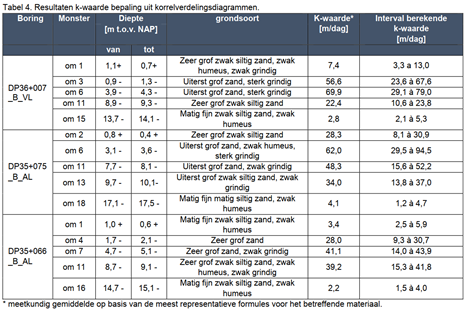 Tabel 4. Resultaten k-waarde bepaling uit korrelverdelingsdiagrammen.
Boring Monster Diepte [m t.o.v. NAP] grondsoort K-waarde* [m/dag] Interval berekende k-waarde
van tot [m/dag]
DP36+007_B_VL
om 1 1,1+ 0,7+ Zeer grof zwak siltig zand, zwak humeus, zwak grindig 7,4 3,3 à 13,0
om 3 0,9 - 1,3 - Uiterst grof zand, sterk grindig 56,6 23,6 à 67,6
om 6 3,9 - 4,3 - Uiterst grof zand, sterk grindig 69,9 29,1 à 79,0
om 11 8,9 - 9,3 - Zeer grof zwak siltig zand 22,4 10,6 à 23,8
om 15 13,7 - 14,1 - Matig fijn zwak siltig zand, zwak humeus 2,8 2,1 à 5,3
DP35+075_B_AL
om 2 0,8 + 0,4 + Zeer grof zwak siltig zand 28,3 8,1 à 30,9
om 6 3,1 - 3,6 - Uiterst grof zand, zwak humeus, sterk grindig 62,0 29,5 à 94,5
om 11 7,7 - 8,1 - Uiterst grof zand, zwak grindig 48,3 15,6 à 52,2
om 13 9,7 - 10,1- Uiterst grof zwak siltig zand, zwak grindig 34,0 13,8 à 37,0
om 18 17,1 - 17,5 - Matig fijn matig siltig zand, zwak humeus 4,1 1,2 à 4,7
DP35+066_B_AL
om 1 1,0 + 0,6 + Matig fijn zwak siltig zand, zwak humeus 3,4 2,5 à 5,9
om 4 1,7 - 2,1 - Zeer grof zand 28,0 9,3 à 30,7
om 7 4,7 - 5,1 - Zeer grof zand, zwak grindig 41,1 14,0 à 43,9
om 11 8,7 - 9,1 - Zeer grof zwak siltig zand, zwak humeus, zwak grindig 39,2 15,3 à 41,8
om 16 14,7 - 15,1 - Matig fijn zwak siltig zand, zwak humeus 2,2 1,5 à 4,0
* meetkundig gemiddelde op basis van de meest representatieve formules voor het betreffende materiaal.